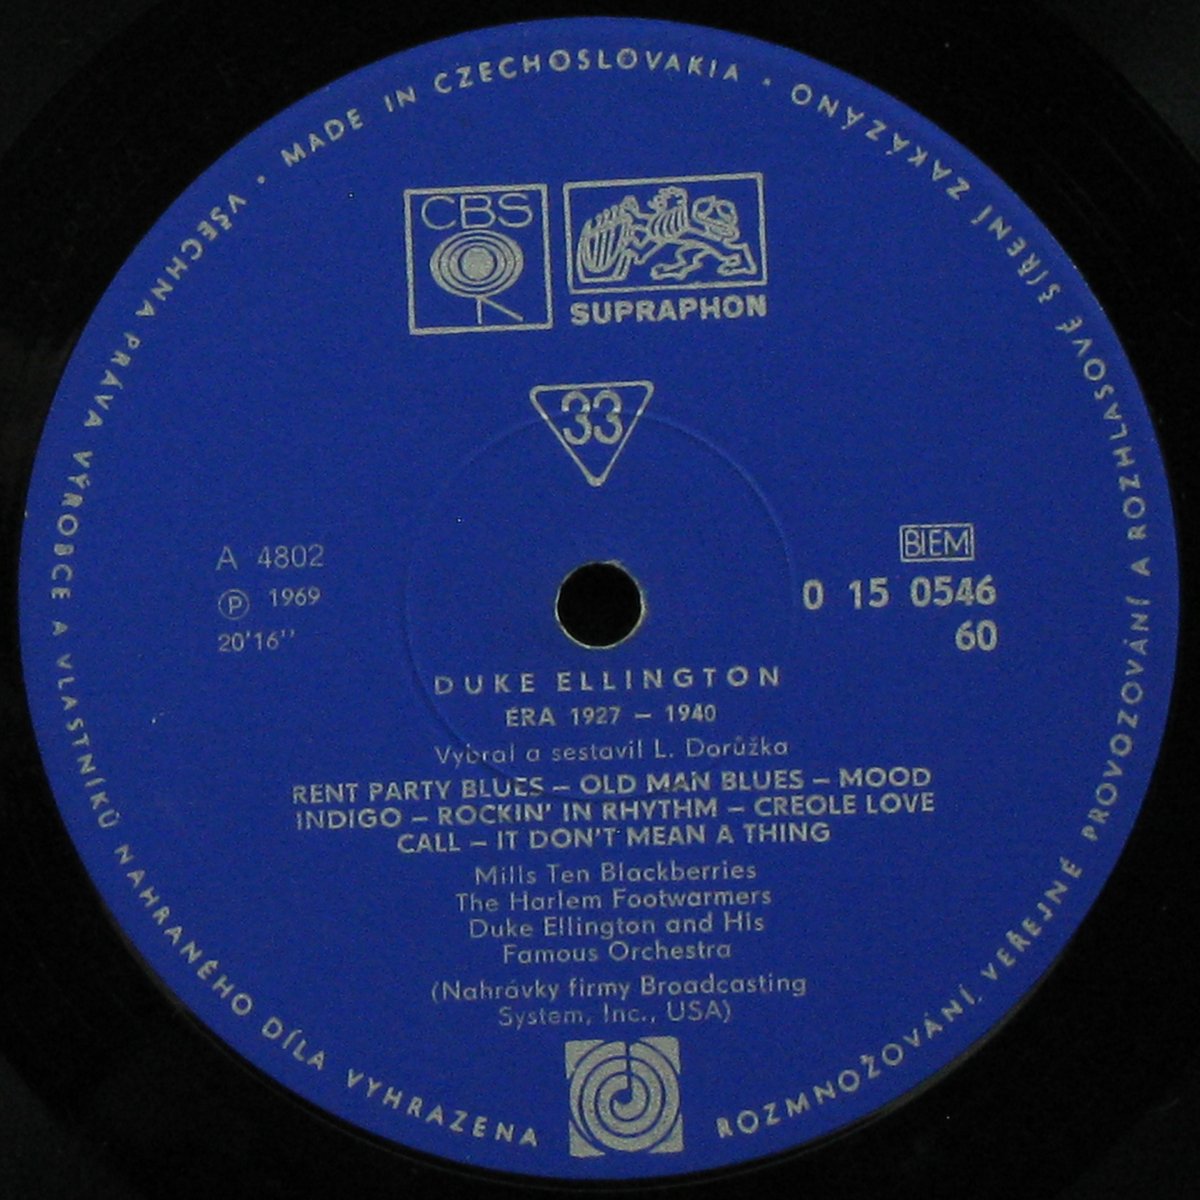 VŠECHNA PRÁVA VÝROBCE A VLASTNÍKŮ NAHRANÉHO DÍLA VYHRAZENA
ROZMNOŽOVÁNÍ, VEŘEJNÉ PROVOZOVÁNÍ A ROZHLASOVÉ ŠÍŘENÍ ZAKÁZÁNO • MADE IN CZECHOSLOVAKIA •
CBS
R
SUPRAPHON
33
A 4802
Ⓟ 1969
20'16''
BIEM
0 15 0546
60
DUKE ELLINGTON
ÉRA 1927 – 1940
Vybral a sestavil L. Dorůžka
RENT PARTY BLUES – OLD MAN BLUES – MOOD
INDIGO – ROCKIN' IN RHYTHM – CREOLE LOVE
CALL – IT DON'T MEAN A THING
Mills Ten Blackberries
The Harlem Footwarmers
Duke Ellington and His
Famous Orchestra
(Nahrávky firmy Broadcasting
System, Inc., USA)